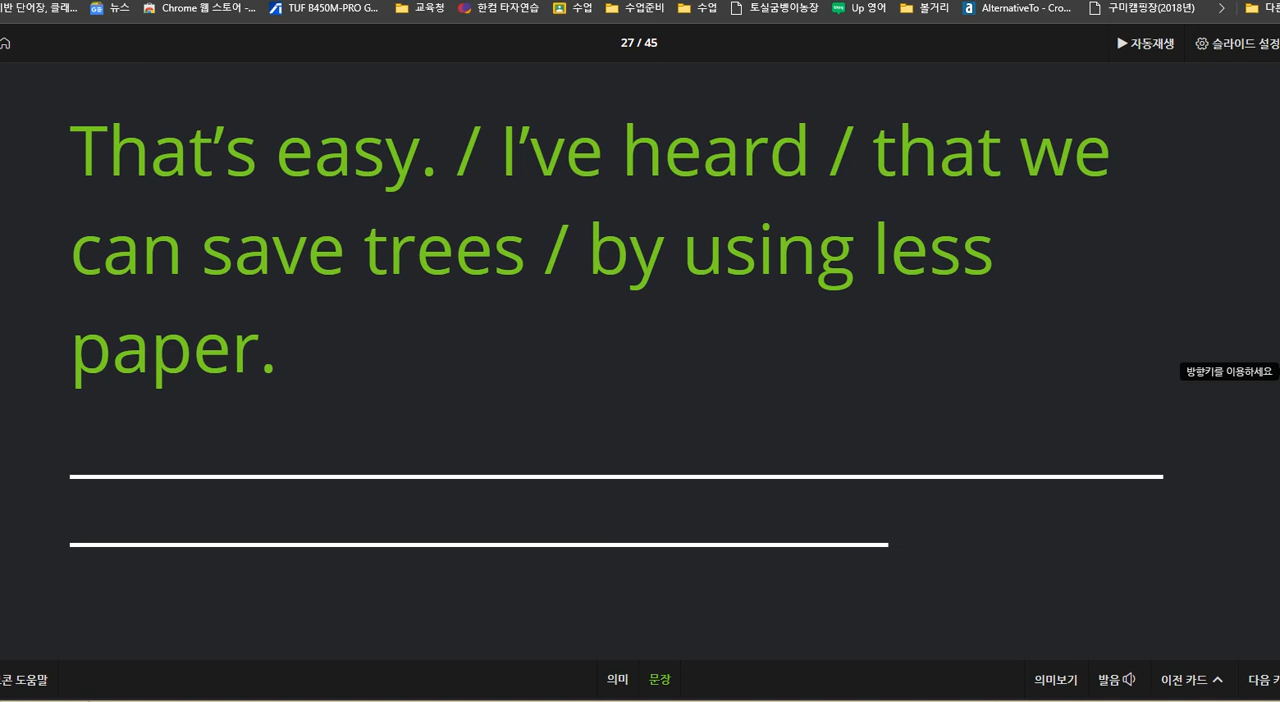 반 단어장, 클래... 뉴스 Chrome 웹 스토어 -... TUF B450M-PRO G... 교육청 한컴 타자연습 수업 수업준비 수업 토실굼벵이농장 Up 영어 볼거리 AlternativeTo - Cro... 구미캠핑장(2018년)
27 / 45 자동재생 슬라이드 설정
That’s easy. / I’ve heard / that we
can save trees / by using less
paper.
방향키를 이용하세요
도움말 의미 문장 의미보기 발음 이전 카드 다음